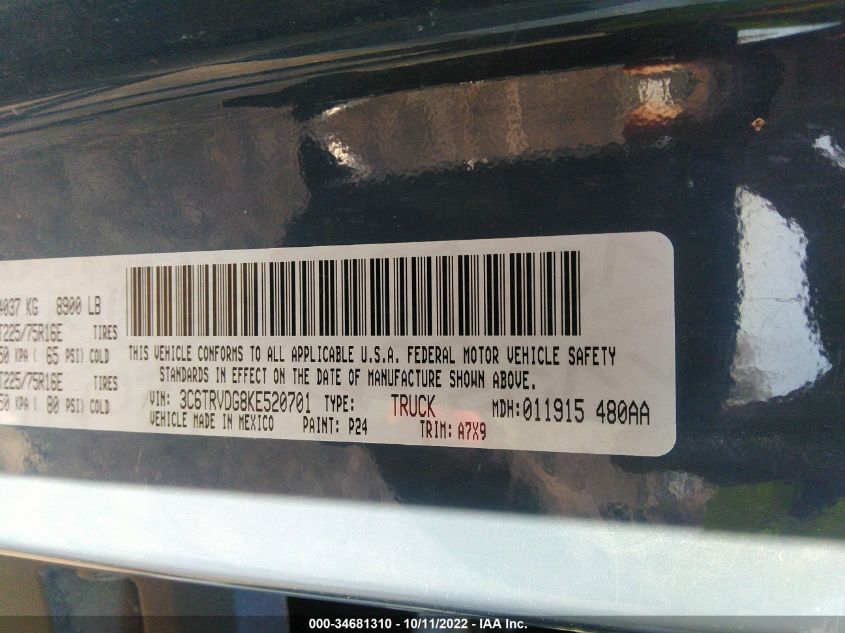 4037 KG 8900 LB
T225/75R16E TIRES
50 KPA ( 65 PSI) COLD
T225/75R16E TIRES
50 KPA ( 80 PSI) COLD
THIS VEHICLE CONFORMS TO ALL APPLICABLE U.S.A. FEDERAL MOTOR VEHICLE SAFETY
STANDARDS IN EFFECT ON THE DATE OF MANUFACTURE SHOWN ABOVE.
VIN: 3C6TRVDG8KE520701 TYPE: TRUCK MDH:011915 480AA
VEHICLE MADE IN MEXICO PAINT: P24 TRIM: A7X9
000-34681310 - 10/11/2022 - IAA Inc.